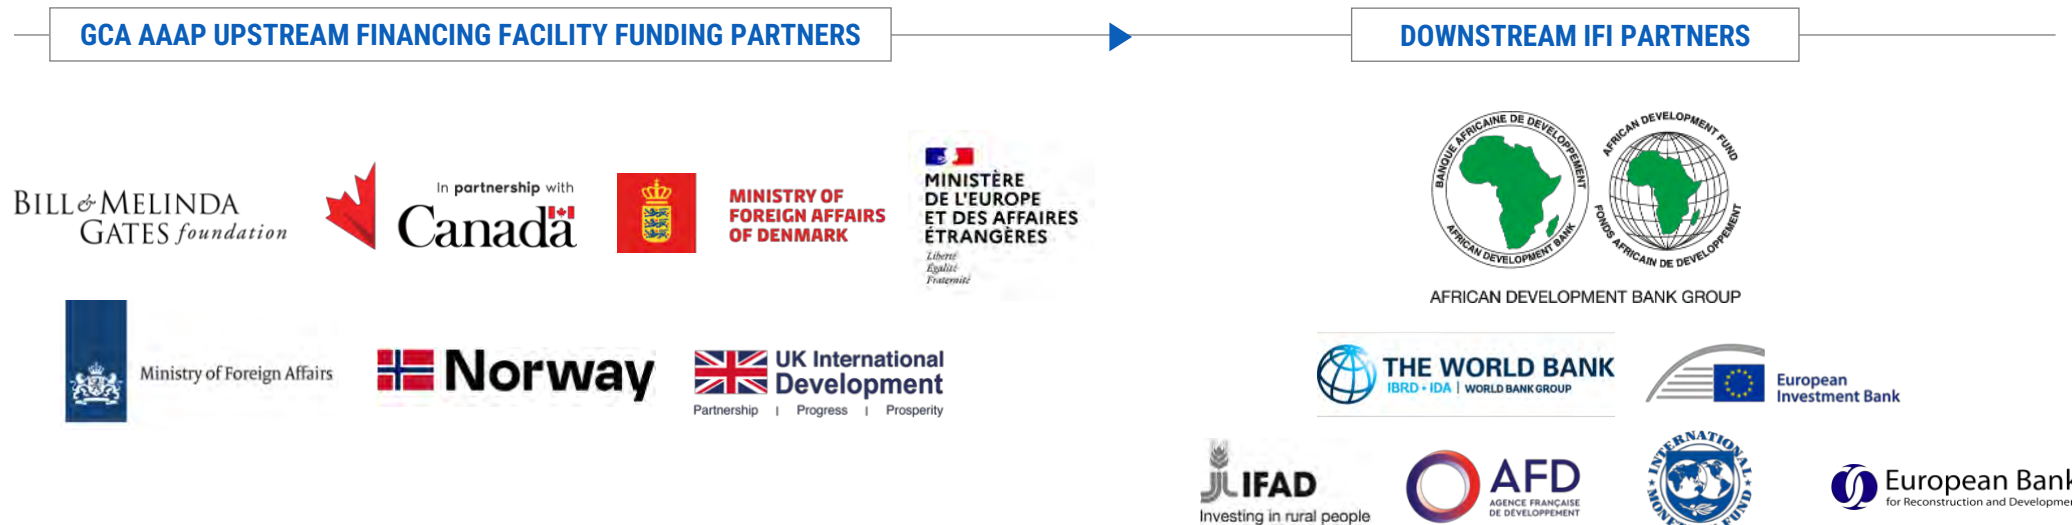 GCA AAAP UPSTREAM FINANCING FACILITY FUNDING PARTNERS
DOWNSTREAM IFI PARTNERS
BILL & MELINDA
GATES foundation
In partnership with
Canada
MINISTRY OF
FOREIGN AFFAIRS
OF DENMARK
MINISTÈRE
DE L'EUROPE
ET DES AFFAIRES
ÉTRANGÈRES
Liberté
Égalité
Fraternité
Ministry of Foreign Affairs
Norway
UK International
Development
Partnership | Progress | Prosperity
BANQUE AFRICAINE DE DEVELOPPEMENT
AFRICAN DEVELOPMENT BANK
AFRICAN DEVELOPMENT FUND
FONDS AFRICAIN DE DEVELOPPEMENT
AFRICAN DEVELOPMENT BANK GROUP
THE WORLD BANK
IBRD • IDA | WORLD BANK GROUP
European
Investment Bank
IFAD
Investing in rural people
AFD
AGENCE FRANÇAISE
DE DÉVELOPPEMENT
INTERNATIONAL
MONETARY FUND
European Bank
for Reconstruction and Developmen